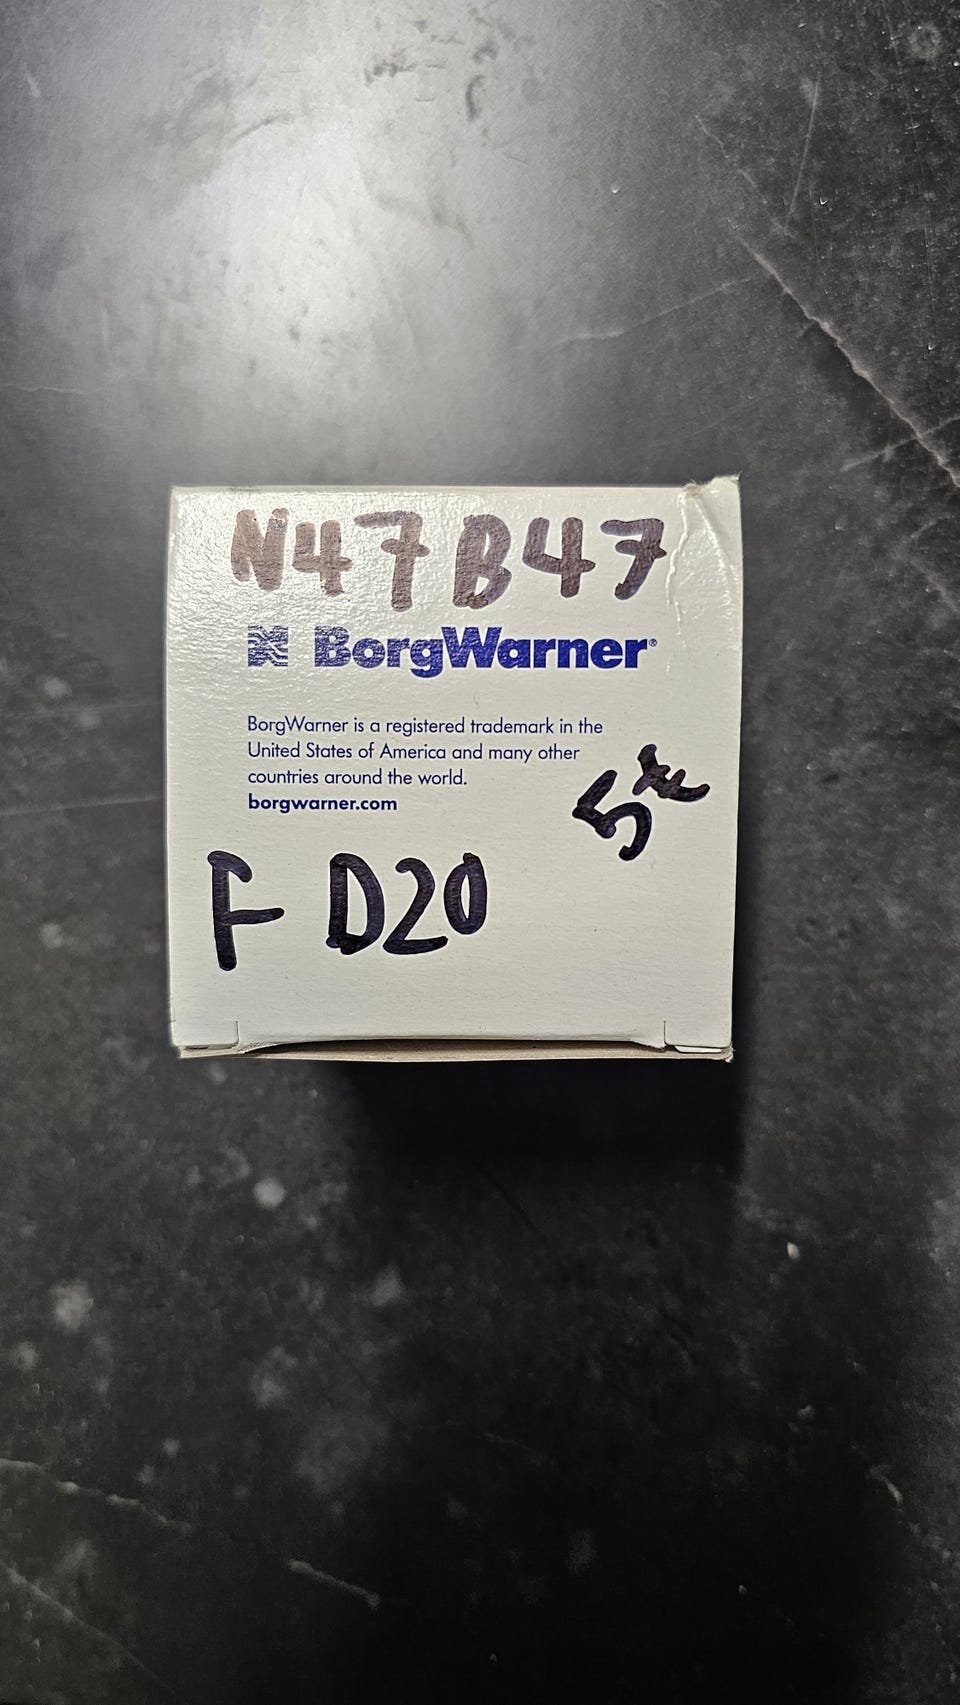 N47 B47
BorgWarner®
BorgWarner is a registered trademark in the
United States of America and many other
countries around the world.
borgwarner.com
F D20